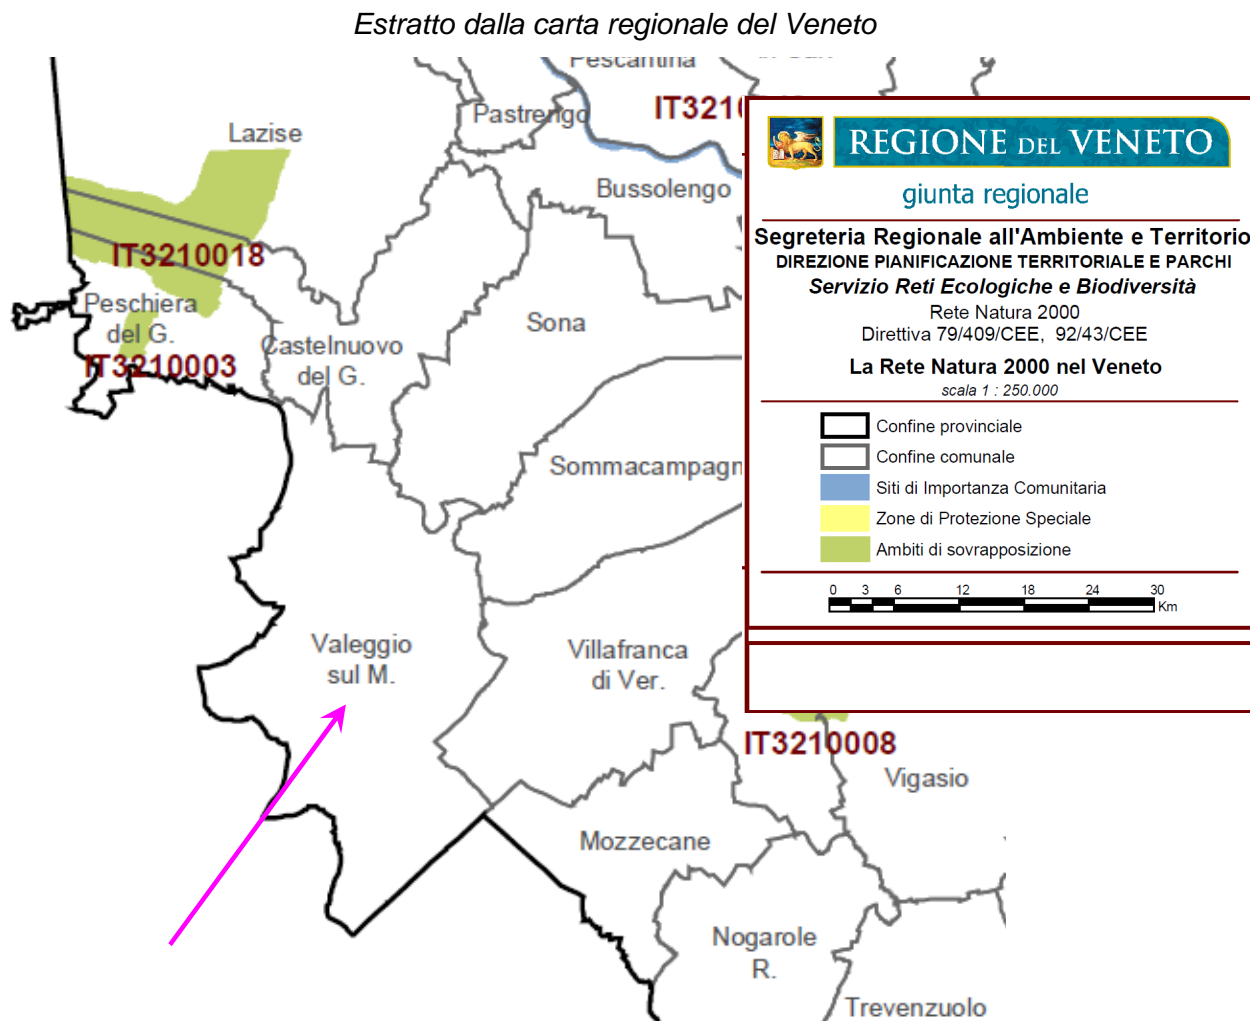 Estratto dalla carta regionale del Veneto
Pescantina
Pastrengo
IT3210
Lazise
Bussolengo
IT3210018
Peschiera
del G.
Sona
Castelnuovo
del G.
IT3210003
Sommacampagn
Valeggio
sul M.
Villafranca
di Ver.
IT3210008
Vigasio
Mozzecane
Nogarole
R.
Trevenzuolo
REGIONE DEL VENETO
giunta regionale
Segreteria Regionale all'Ambiente e Territorio
DIREZIONE PIANIFICAZIONE TERRITORIALE E PARCHI
Servizio Reti Ecologiche e Biodiversità
Rete Natura 2000
Direttiva 79/409/CEE, 92/43/CEE
La Rete Natura 2000 nel Veneto
scala 1 : 250.000
Confine provinciale
Confine comunale
Siti di Importanza Comunitaria
Zone di Protezione Speciale
Ambiti di sovrapposizione
0 3 6 12 18 24 30
Km